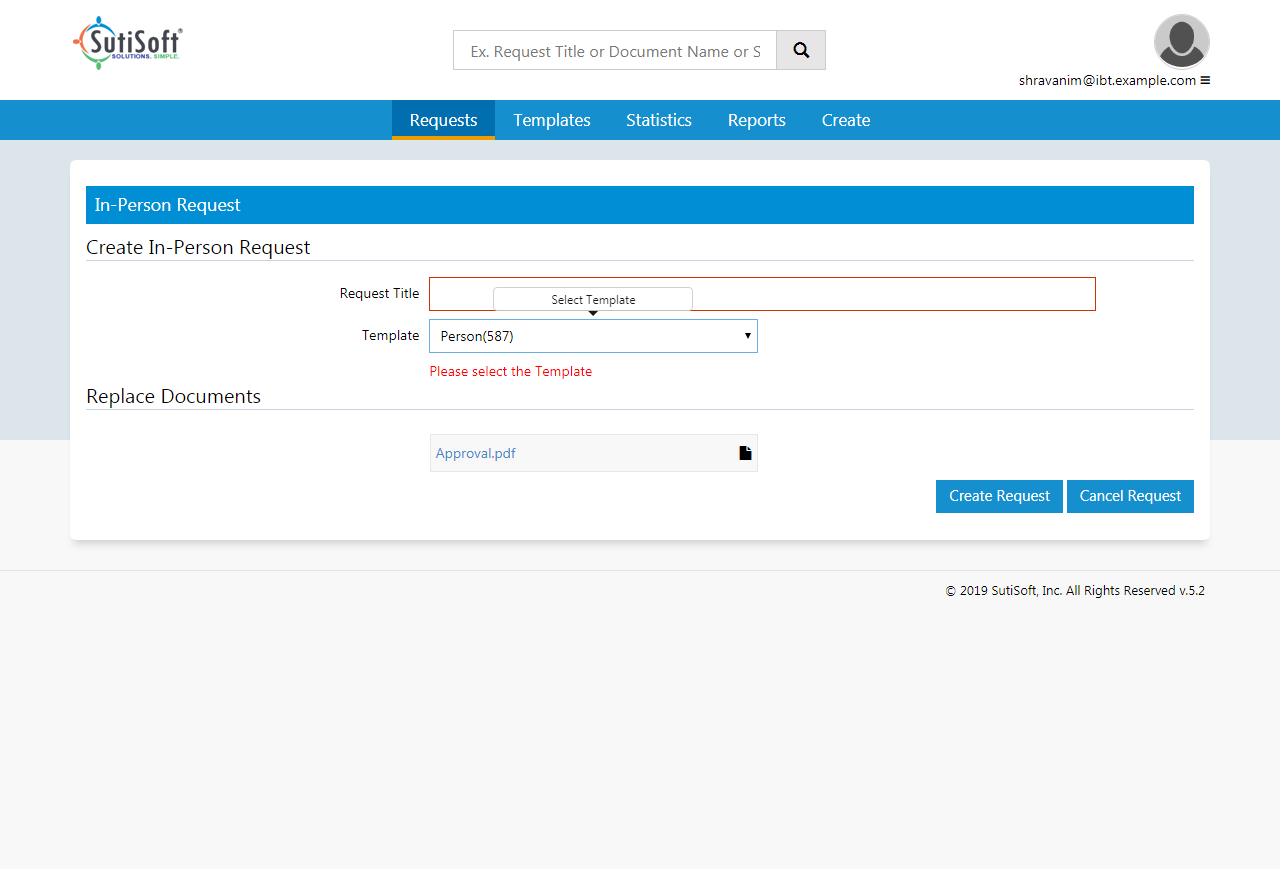 SutiSoft®
SOLUTIONS. SIMPLE.
Ex. Request Title or Document Name or S
shravanim@ibt.example.com
Requests Templates Statistics Reports Create
In-Person Request
Create In-Person Request
Request Title
Select Template
Template Person(587)
Please select the Template
Replace Documents
Approval.pdf
Create Request Cancel Request
© 2019 SutiSoft, Inc. All Rights Reserved v.5.2